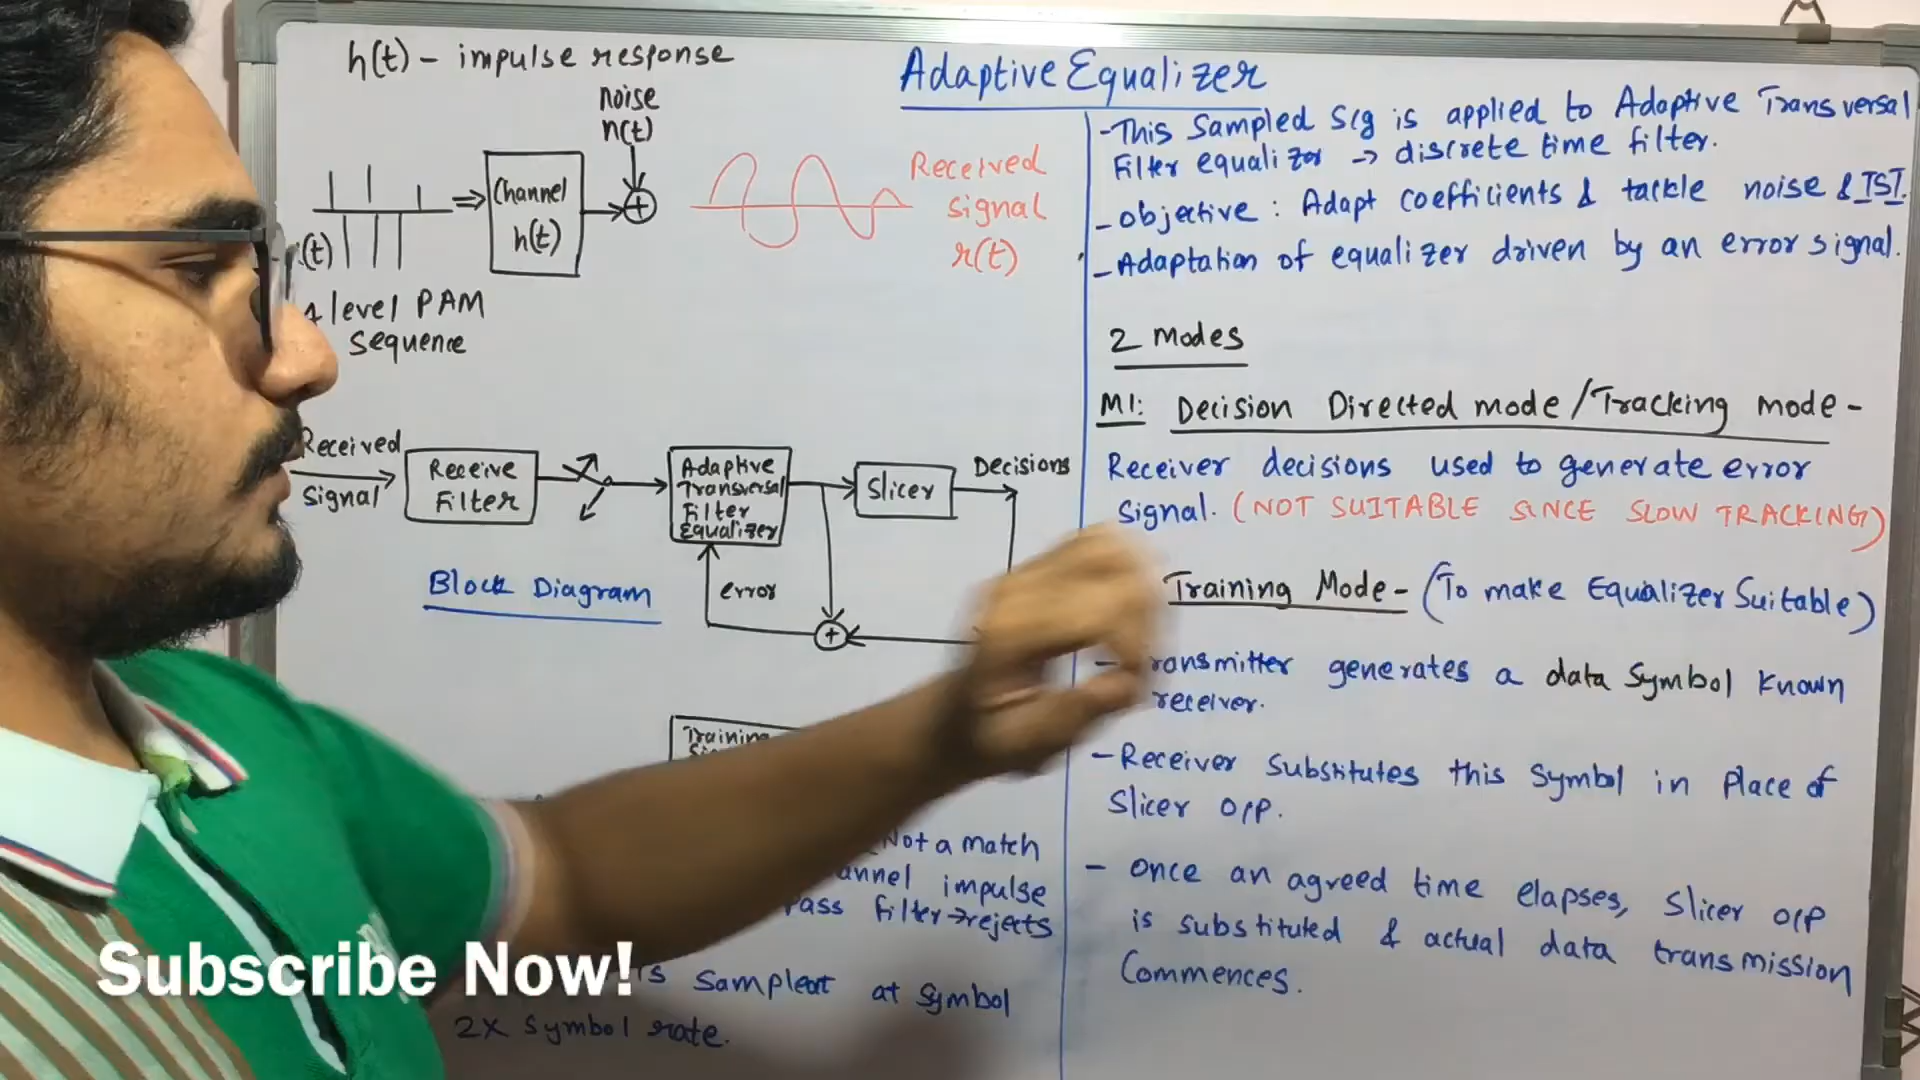 h(t) - impulse response
noise
n(t)
Channel
h(t)
(t)
level PAM
sequence
Received
signal
r(t)
Adaptive Equalizer
Received
Signal
Receive
Filter
Adaptive
Transversal
Filter
Equalizer
Slicer
Decisions
error
+
+
Block Diagram
Training
Not a match
annel impulse
Pass filter→rejects
is Sampled at Symbol
2x symbol rate.
- This Sampled sig is applied to Adaptive Transversal
Filter equalizer → discrete time filter.
- Objective : Adapt coefficients & tackle noise & ISI.
- Adaptation of equalizer driven by an error signal.
2 Modes
M1: Decision Directed mode/Tracking mode -
Receiver decisions used to generate error
Signal. (NOT SUITABLE SINCE SLOW TRACKING)
Training Mode - (To make Equalizer Suitable)
- ransmitter generates a data symbol known
receiver.
- Receiver substitutes this symbol in place of
Slicer O/P.
- Once an agreed time elapses, slicer O/P
is substituted & actual data transmission
Commences.
Subscribe Now!